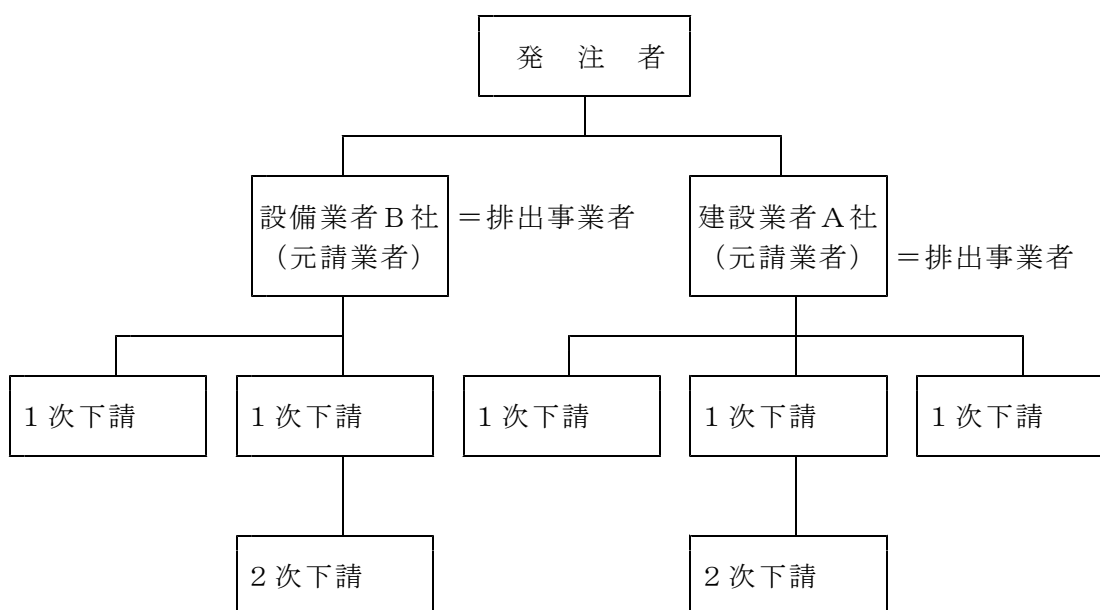 発 注 者
設備業者Ｂ社
（元請業者）
＝排出事業者
建設業者Ａ社
（元請業者）
＝排出事業者
１次下請
１次下請
１次下請
１次下請
１次下請
２次下請
２次下請